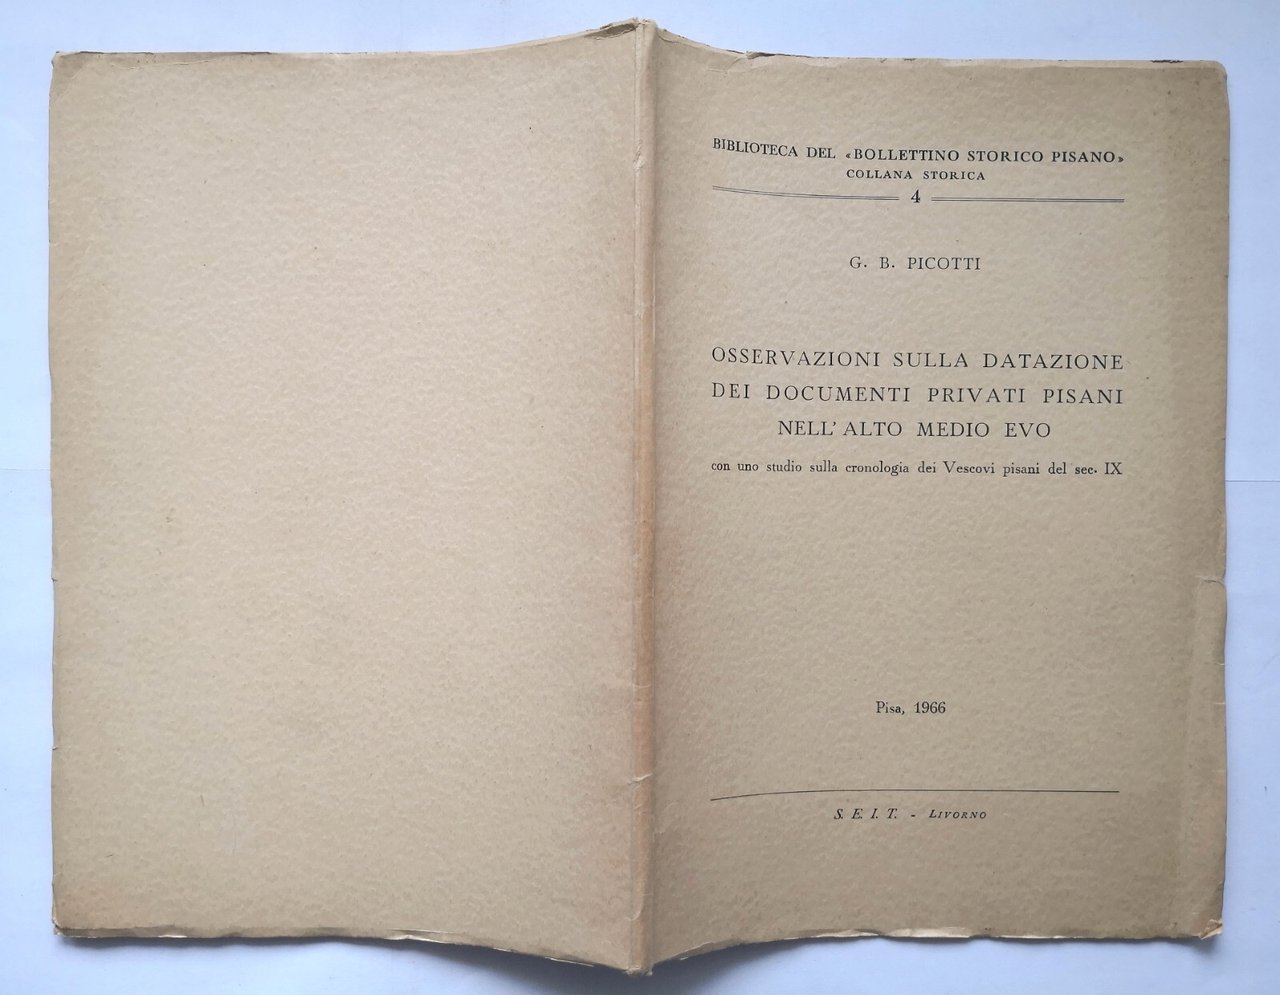 BIBLIOTECA DEL «BOLLETTINO STORICO PISANO»
COLLANA STORICA
4
G. B. PICOTTI
OSSERVAZIONI SULLA DATAZIONE
DEI DOCUMENTI PRIVATI PISANI
NELL' ALTO MEDIO EVO
con uno studio sulla cronologia dei Vescovi pisani del sec. IX
Pisa, 1966
S. E. I. T. - LIVORNO